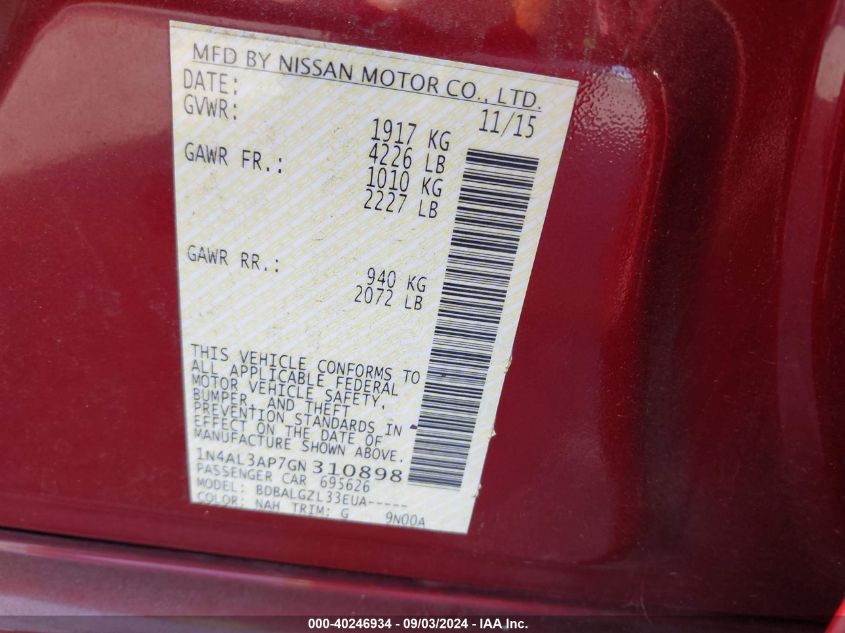 MFD BY NISSAN MOTOR CO., LTD.
DATE: 11/15
GVWR: 1917 KG
4226 LB
GAWR FR.: 1010 KG
2227 LB
GAWR RR.: 940 KG
2072 LB
THIS VEHICLE CONFORMS TO
ALL APPLICABLE FEDERAL
MOTOR VEHICLE SAFETY,
BUMPER, AND THEFT
PREVENTION STANDARDS IN
EFFECT ON THE DATE OF
MANUFACTURE SHOWN ABOVE.
1N4AL3AP7GN310898
PASSENGER CAR 695626
MODEL: BDBALGZL33EUA-----
COLOR: NAH TRIM: G 9N00A
000-40246934 - 09/03/2024 - IAA Inc.